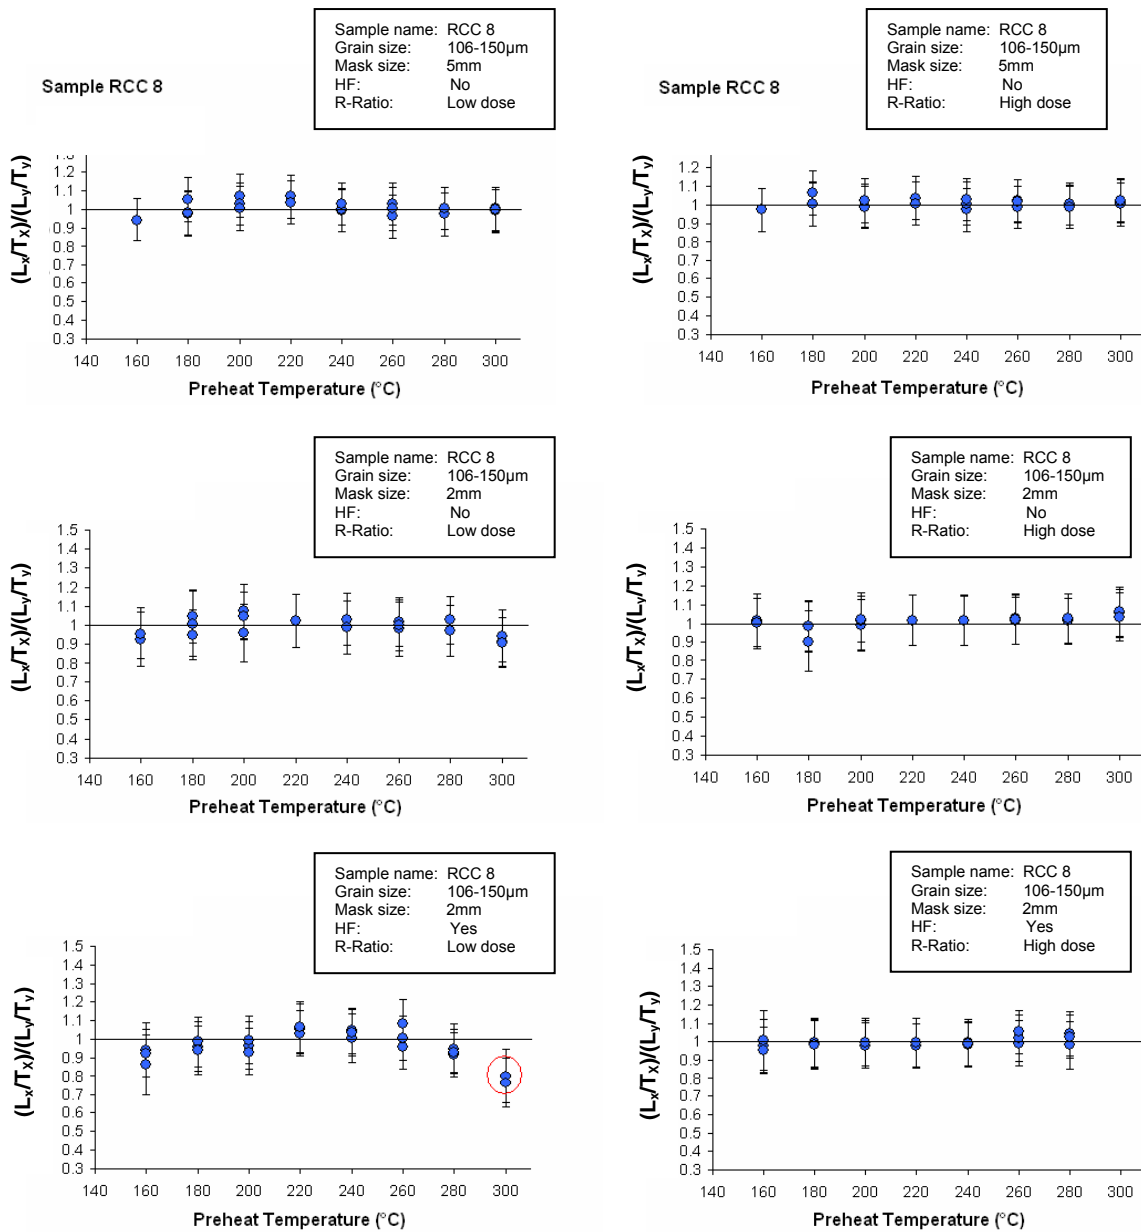 Sample name: RCC 8
Grain size: 106-150µm
Mask size: 5mm
HF: No
R-Ratio: Low dose
Sample RCC 8
(Lx/TX)/(Ly/Ty)
1.3
1.2
1.1
1
0.9
0.8
0.7
0.6
0.5
0.4
0.3
140 160 180 200 220 240 260 280 300
Preheat Temperature (°C)
Sample name: RCC 8
Grain size: 106-150µm
Mask size: 5mm
HF: No
R-Ratio: High dose
Sample RCC 8
(Lx/TX)/(Ly/Ty)
1.2
1.1
1
0.9
0.8
0.7
0.6
0.5
0.4
0.3
140 160 180 200 220 240 260 280 300
Preheat Temperature (°C)
Sample name: RCC 8
Grain size: 106-150µm
Mask size: 2mm
HF: No
R-Ratio: Low dose
(Lx/TX)/(Ly/Ty)
1.5
1.4
1.3
1.2
1.1
1
0.9
0.8
0.7
0.6
0.5
0.4
0.3
140 160 180 200 220 240 260 280 300
Preheat Temperature (°C)
Sample name: RCC 8
Grain size: 106-150µm
Mask size: 2mm
HF: No
R-Ratio: High dose
(Lx/TX)/(Ly/Ty)
1.5
1.4
1.3
1.2
1.1
1
0.9
0.8
0.7
0.6
0.5
0.4
0.3
140 160 180 200 220 240 260 280 300
Preheat Temperature (°C)
Sample name: RCC 8
Grain size: 106-150µm
Mask size: 2mm
HF: Yes
R-Ratio: Low dose
(Lx/TX)/(Ly/Ty)
1.5
1.4
1.3
1.2
1.1
1
0.9
0.8
0.7
0.6
0.5
0.4
0.3
140 160 180 200 220 240 260 280 300
Preheat Temperature (°C)
Sample name: RCC 8
Grain size: 106-150µm
Mask size: 2mm
HF: Yes
R-Ratio: High dose
(Lx/TX)/(Ly/Ty)
1.5
1.4
1.3
1.2
1.1
1
0.9
0.8
0.7
0.6
0.5
0.4
0.3
140 160 180 200 220 240 260 280 300
Preheat Temperature (°C)